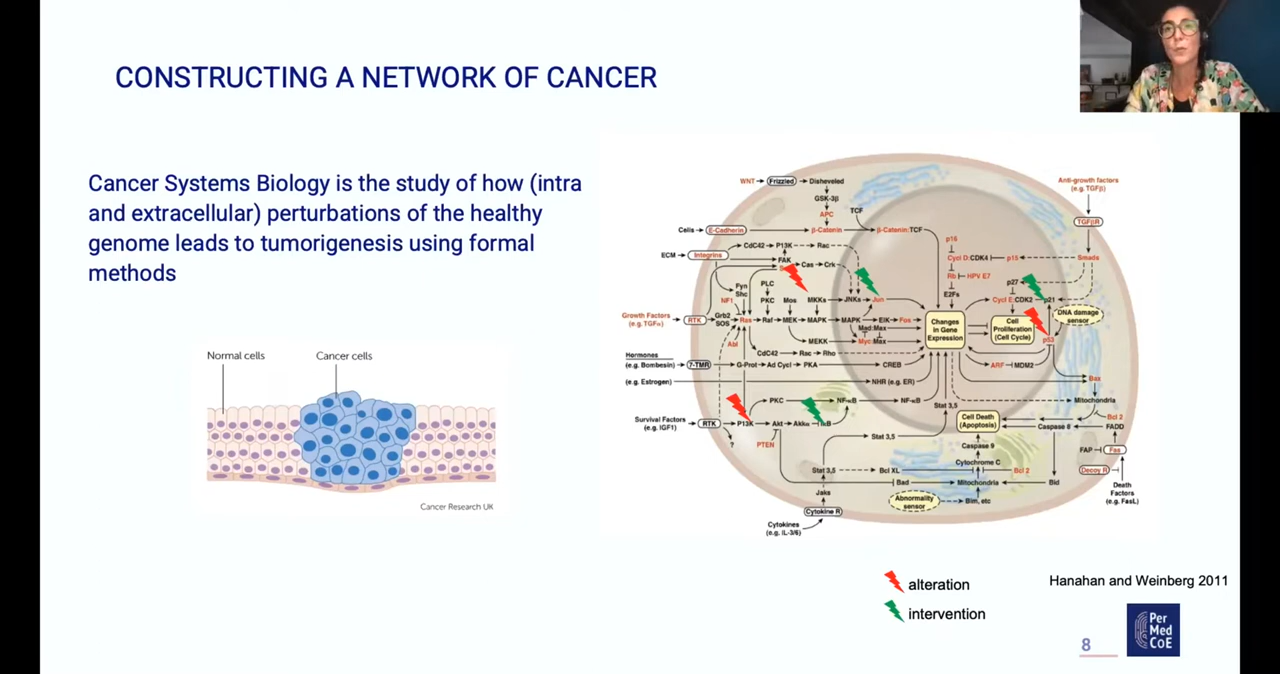 CONSTRUCTING A NETWORK OF CANCER
Cancer Systems Biology is the study of how (intra
and extracellular) perturbations of the healthy
genome leads to tumorigenesis using formal
methods
Normal cells
Cancer cells
Cancer Research UK
WNT
Frizzled
Disheveled
GSK-3β
APC
TCF
Cells
E-Cadherin
β-Catenin
β-Catenin:TCF
ECM
Integrins
CdC42
P13K
Rac
FAK
Cas
Crk
Fyn
Shc
PLC
NF1
PKC
Mos
MKKs
JNKs
Jun
Growth Factors
(e.g. TGFα)
RTK
Grb2
SOS
Ras
Raf
MEK
MAPK
MAPK
ElK
Fos
Mad:Max
MEKK
Myc:Max
Abl
CdC42
Rac
Rho
Hormones
(e.g. Bombesin)
7-TMR
G-Prot
Ad Cycl
PKA
CREB
(e.g. Estrogen)
NHR (e.g. ER)
PKC
NF-κB
NF-κB
Stat 3,5
Survival Factors
(e.g. IGF1)
RTK
P13K
Akt
Akkα
IκB
?
PTEN
Stat 3,5
Stat 3,5
Bcl XL
Jaks
Cytokine R
Cytokines
(e.g. IL-3/6)
Anti-growth factors
(e.g. TGFβ)
TGFβR
p16
Cycl D:CDK4
p15
Smads
Rb
HPV E7
E2Fs
p27
Cycl E:CDK2
p21
Changes
in Gene
Expression
Cell
Proliferation
(Cell Cycle)
DNA damage
sensor
p53
ARF
MDM2
Bax
Mitochondria
Bcl 2
Cell Death
(Apoptosis)
Caspase 8
FADD
Caspase 9
FAP
Fas
Cytochrome C
Bcl 2
Decoy R
Bad
Mitochondria
Bid
Death
Factors
(e.g. FasL)
Abnormality
sensor
Bim, etc
alteration
Hanahan and Weinberg 2011
intervention
Per
Med
CoE
8